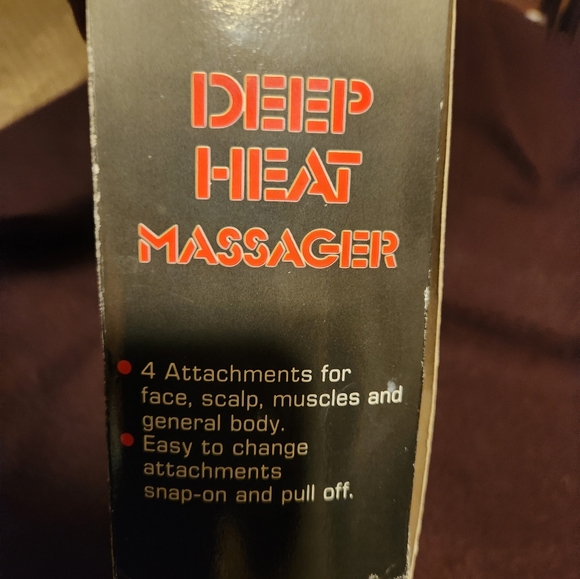 DEEP
HEAT
MASSAGER
• 4 Attachments for
face, scalp, muscles and
general body.
• Easy to change
attachments
snap-on and pull off.